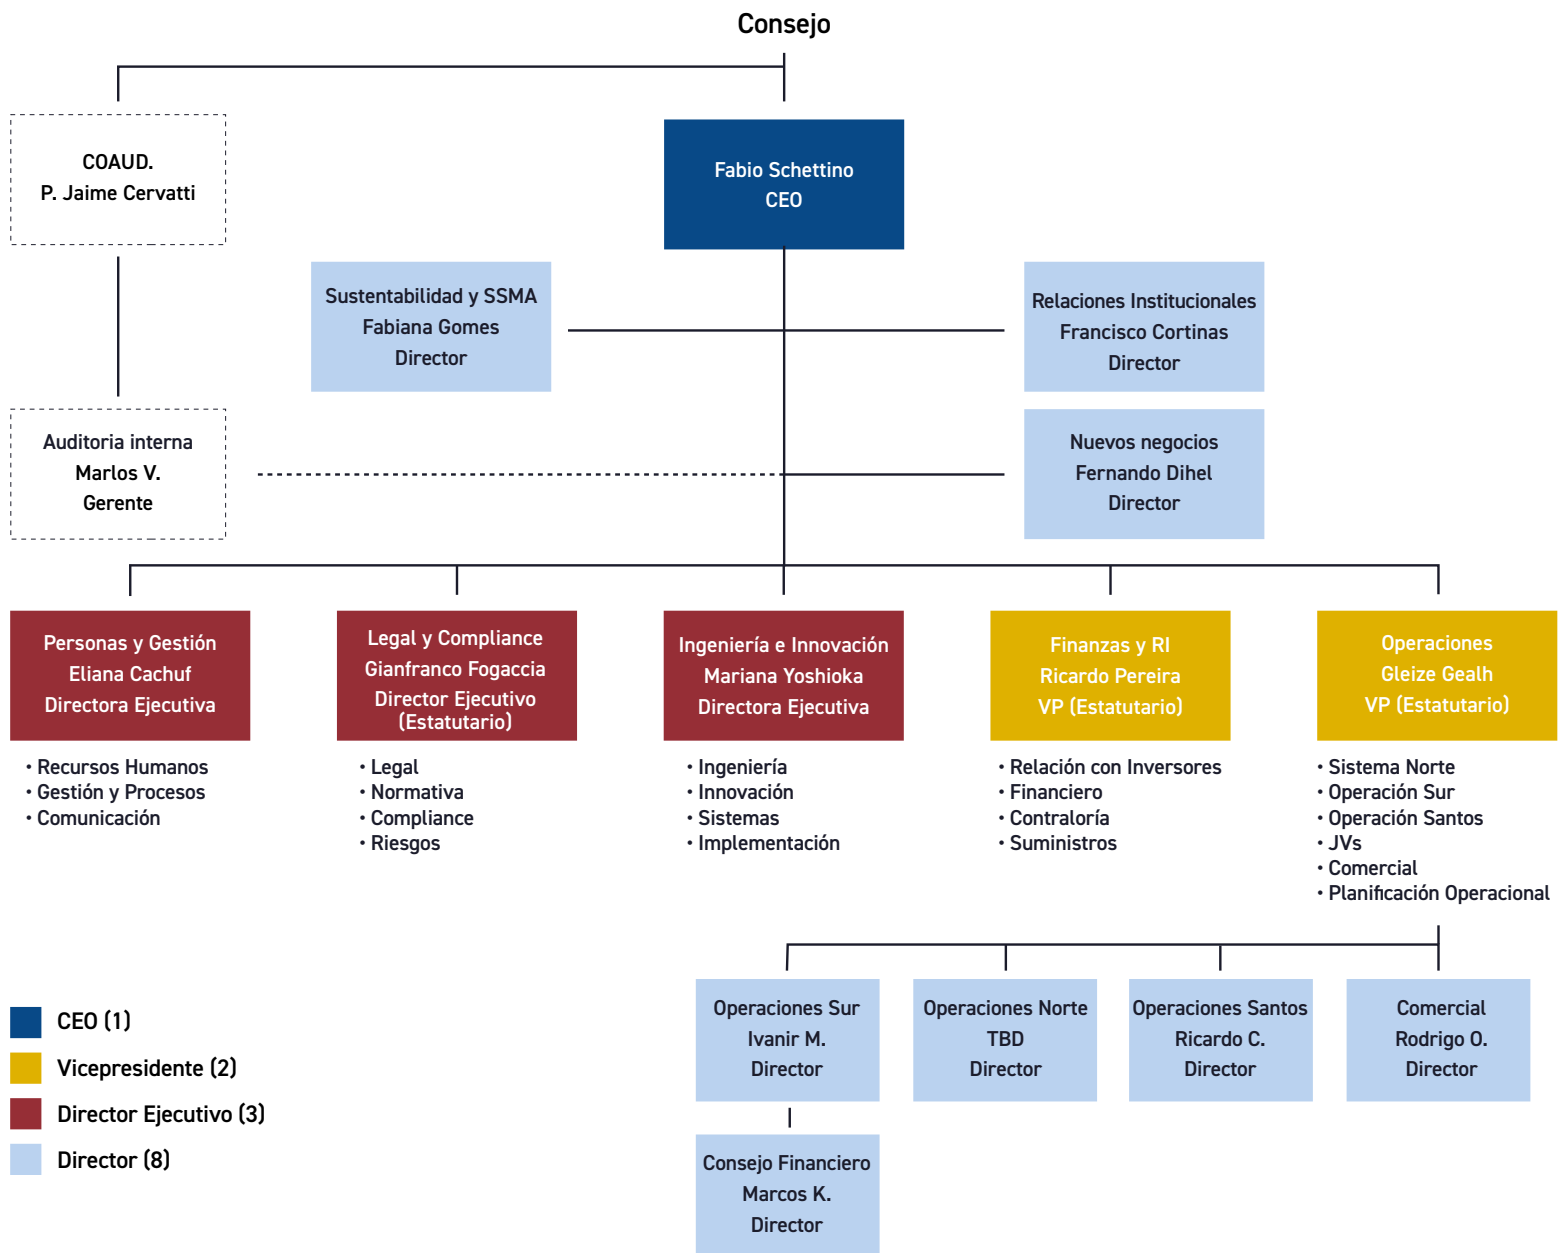 Consejo
COAUD.
P. Jaime Cervatti
Fabio Schettino
CEO
Sustentabilidad y SSMA
Fabiana Gomes
Director
Relaciones Institucionales
Francisco Cortinas
Director
Auditoria interna
Marlos V.
Gerente
Nuevos negocios
Fernando Dihel
Director
Personas y Gestión
Eliana Cachuf
Directora Ejecutiva
Legal y Compliance
Gianfranco Fogaccia
Director Ejecutivo
(Estatutario)
Ingeniería e Innovación
Mariana Yoshioka
Directora Ejecutiva
Finanzas y RI
Ricardo Pereira
VP (Estatutario)
Operaciones
Gleize Gealh
VP (Estatutario)
• Recursos Humanos
• Gestión y Procesos
• Comunicación
• Legal
• Normativa
• Compliance
• Riesgos
• Ingeniería
• Innovación
• Sistemas
• Implementación
• Relación con Inversores
• Financiero
• Contraloría
• Suministros
• Sistema Norte
• Operación Sur
• Operación Santos
• JVs
• Comercial
• Planificación Operacional
Operaciones Sur
Ivanir M.
Director
Operaciones Norte
TBD
Director
Operaciones Santos
Ricardo C.
Director
Comercial
Rodrigo O.
Director
Consejo Financiero
Marcos K.
Director
CEO (1)
Vicepresidente (2)
Director Ejecutivo (3)
Director (8)